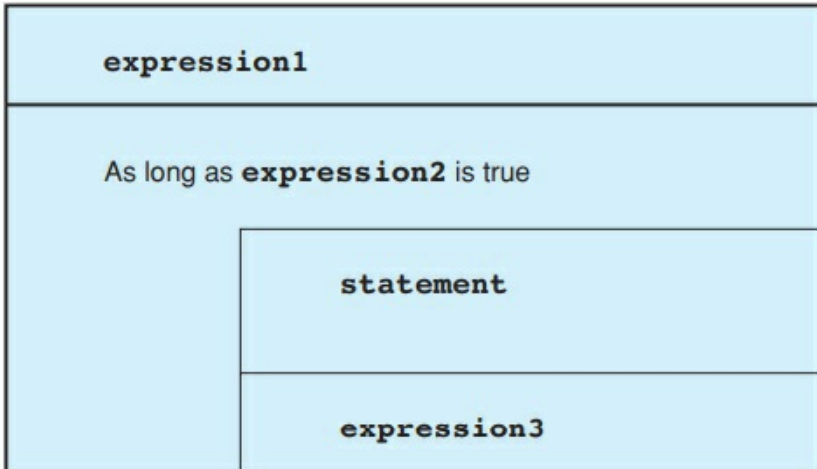 expression1
As long as expression2 is true
statement
expression3